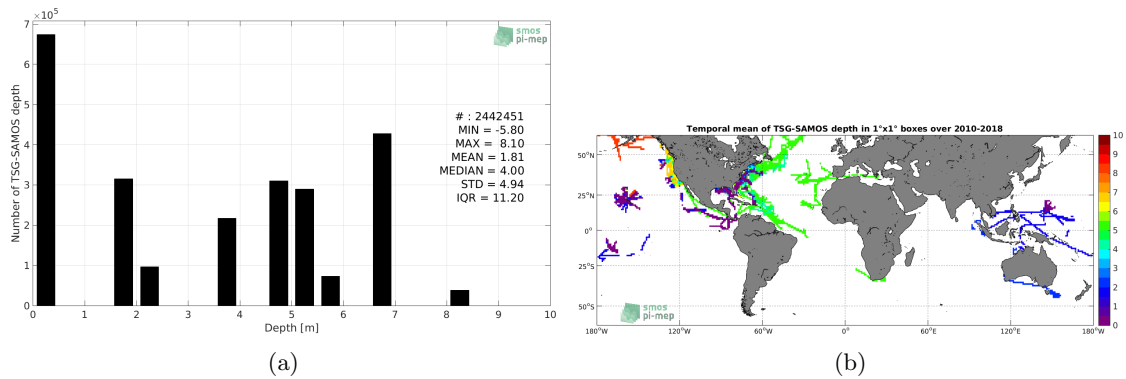 ×10⁵
7
6
5
4
3
2
1
0
Number of TSG-SAMOS depth
smos
pi-mep
# : 2442451
MIN = -5.80
MAX = 8.10
MEAN = 1.81
MEDIAN = 4.00
STD = 4.94
IQR = 11.20
0 1 2 3 4 5 6 7 8 9 10
Depth [m]
(a)
Temporal mean of TSG-SAMOS depth in 1°x1° boxes over 2010-2018
50°N
25°N
0°
25°S
50°S
smos
pi-mep
180°W 120°W 60°W 0° 60°E 120°E 180°W
10
9
8
7
6
5
4
3
2
1
0
(b)